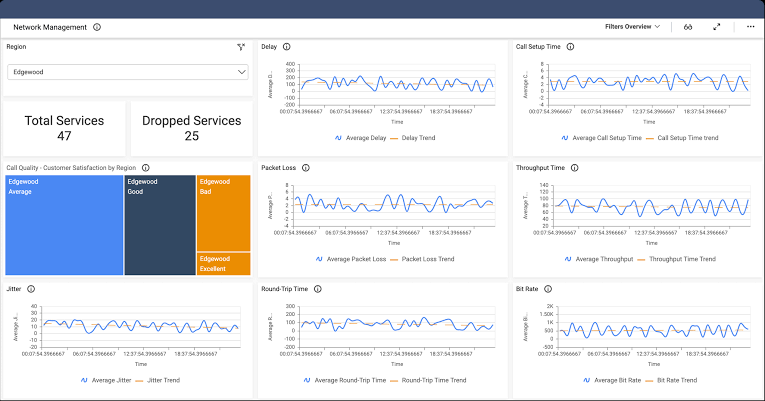 Network Management
Filters Overview
Region
Edgewood
Total Services
47
Dropped Services
25
Call Quality - Customer Satisfaction by Region
Edgewood
Average
Edgewood
Good
Edgewood
Bad
Edgewood
Excellent
Delay
Average D...
400
300
200
100
0
-100
-200
00:07:54.3966667 06:07:54.3966667 12:37:54.3966667 18:37:54.3966667
Time
Average Delay Delay Trend
Call Setup Time
Average C...
8
6
4
2
0
-2
-4
00:07:54.3966667 06:07:54.3966667 12:37:54.3966667 18:37:54.3966667
Time
Average Call Setup Time Call Setup Time trend
Packet Loss
Average P...
8
6
4
2
0
-2
-4
00:07:54.3966667 06:07:54.3966667 12:37:54.3966667 18:37:54.3966667
Time
Average Packet Loss Packet Loss Trend
Throughput Time
Average T...
140
120
100
80
60
40
20
00:07:54.3966667 06:07:54.3966667 12:37:54.3966667 18:37:54.3966667
Time
Average Throughput Throughput Time Trend
Jitter
Average Ji...
40
30
20
10
0
-10
-20
00:07:54.3966667 06:07:54.3966667 12:37:54.3966667 18:37:54.3966667
Time
Average Jitter Jitter Trend
Round-Trip Time
Average R...
300
200
100
0
-100
-200
00:07:54.3966667 06:07:54.3966667 12:37:54.3966667 18:37:54.3966667
Time
Average Round-Trip Time Round-Trip Time Trend
Bit Rate
Average Bi...
2K
1.5K
1K
500
0
-500
00:07:54.3966667 06:07:54.3966667 12:37:54.3966667 18:37:54.3966667
Time
Average Bit Rate Bit Rate Trend